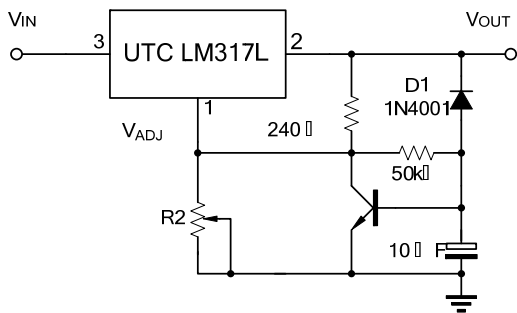 VIN
VOUT
3
UTC LM317L
2
1
D1
1N4001
VADJ
240▯
50k▯
R2
10▯ F